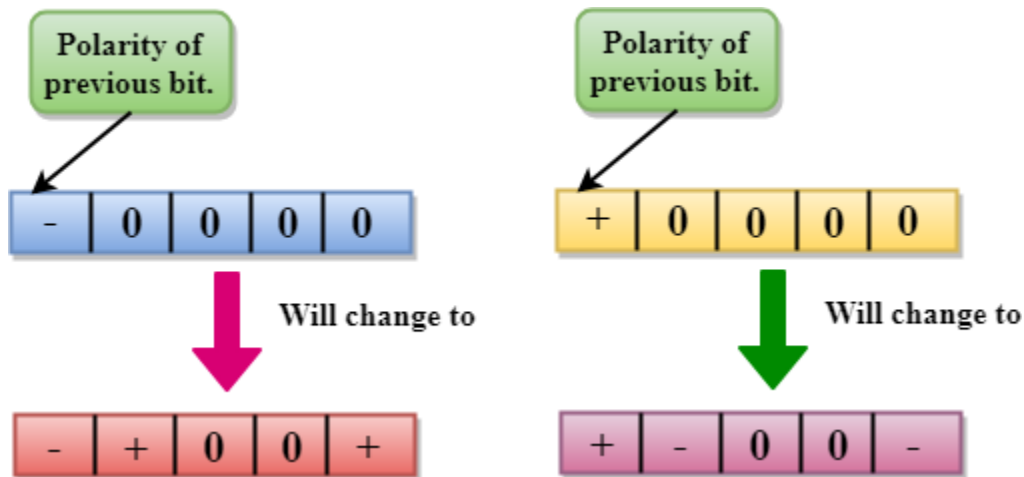 Polarity of
previous bit.
Polarity of
previous bit.
- 0 0 0 0
+ 0 0 0 0
Will change to
Will change to
- + 0 0 +
+ - 0 0 -